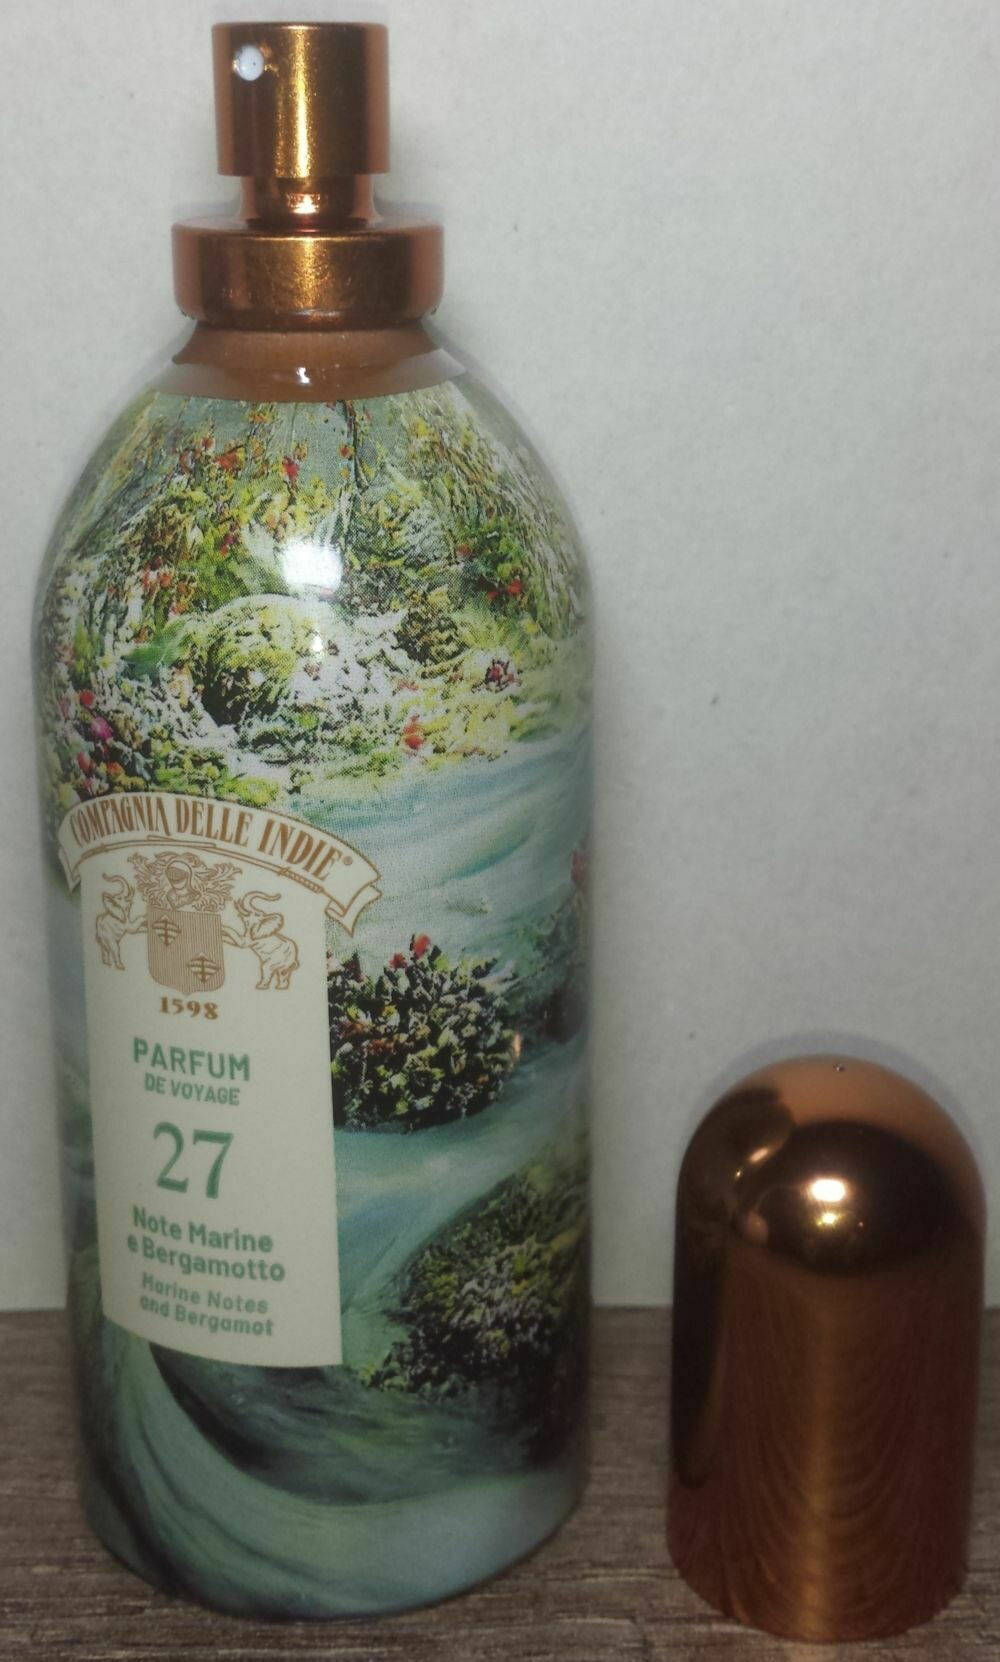 COMPAGNIA DELLE INDIE®
1598
PARFUM
DE VOYAGE
27
Note Marine
e Bergamotto
Marine Notes
and Bergamot